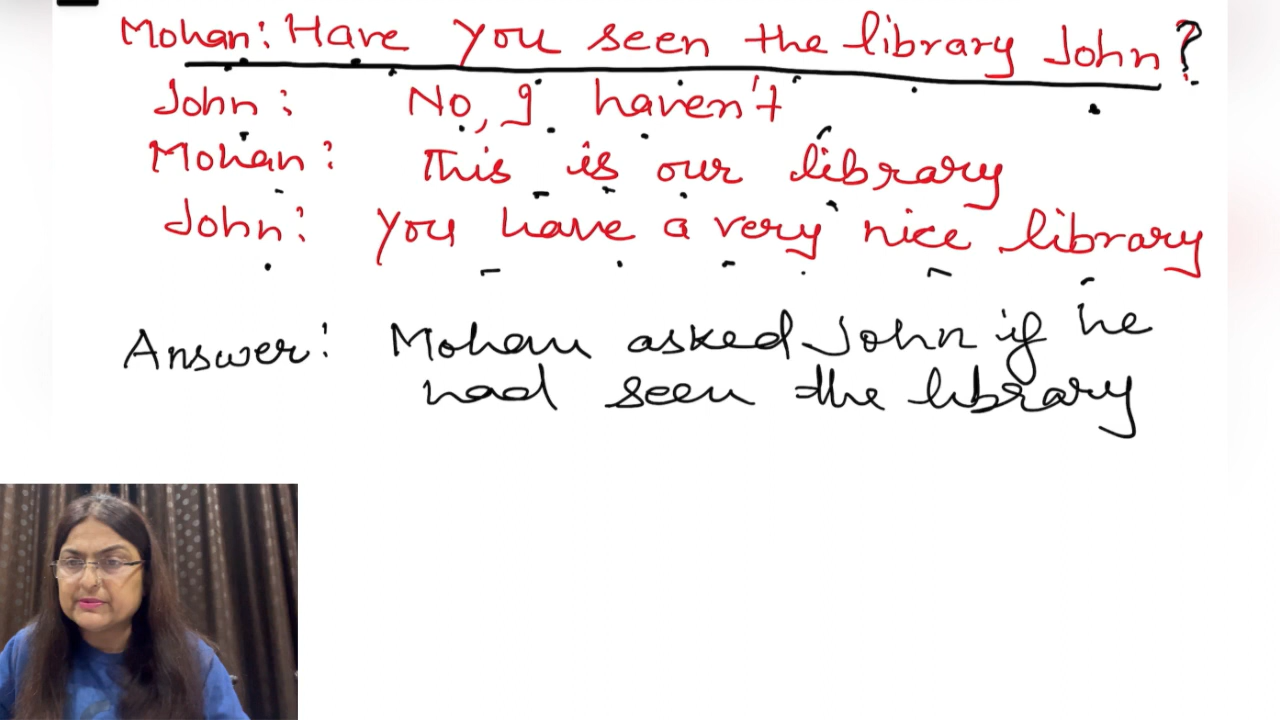 Mohan: Have you seen the library John?
John: No, I haven't
Mohan: This is our library
John: you have a very nice library
Answer: Mohan asked John if he
had seen the library